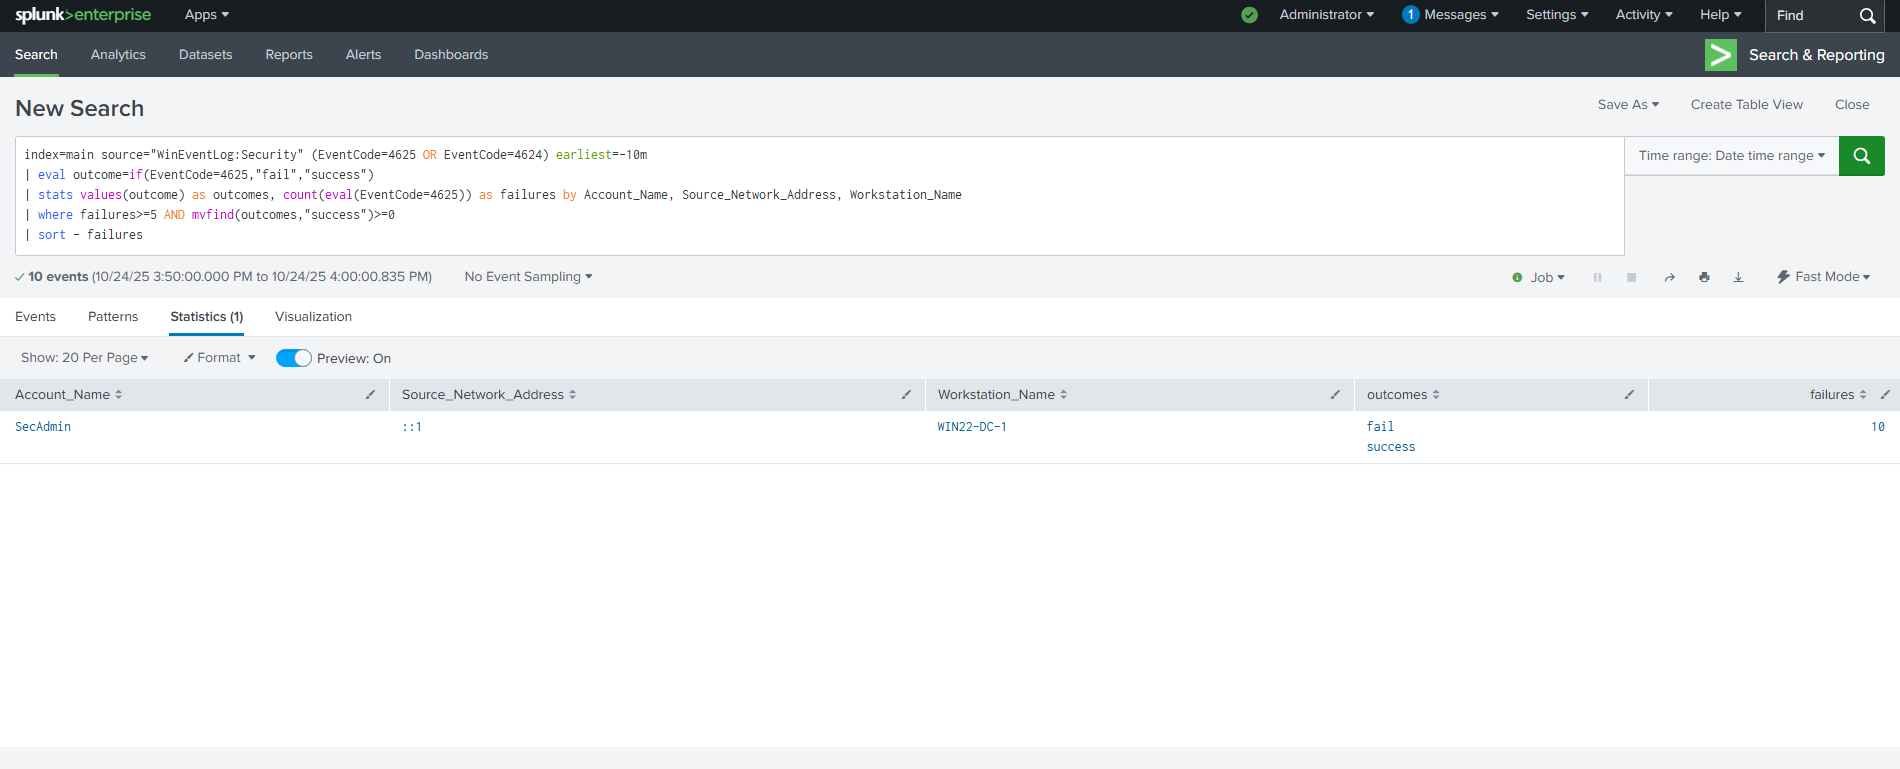 splunk>enterprise Apps Administrator 1 Messages Settings Activity Help Find
Search Analytics Datasets Reports Alerts Dashboards > Search & Reporting
New Search Save As Create Table View Close
index=main source="WinEventLog:Security" (EventCode=4625 OR EventCode=4624) earliest=-10m
| eval outcome=if(EventCode=4625,"fail","success")
| stats values(outcome) as outcomes, count(eval(EventCode=4625)) as failures by Account_Name, Source_Network_Address, Workstation_Name
| where failures>=5 AND mvfind(outcomes,"success")>=0
| sort - failures
Time range: Date time range
10 events (10/24/25 3:50:00.000 PM to 10/24/25 4:00:00.835 PM) No Event Sampling Job Fast Mode
Events Patterns Statistics (1) Visualization
Show: 20 Per Page Format Preview: On
Account_Name Source_Network_Address Workstation_Name outcomes failures
SecAdmin ::1 WIN22-DC-1 fail 10
success